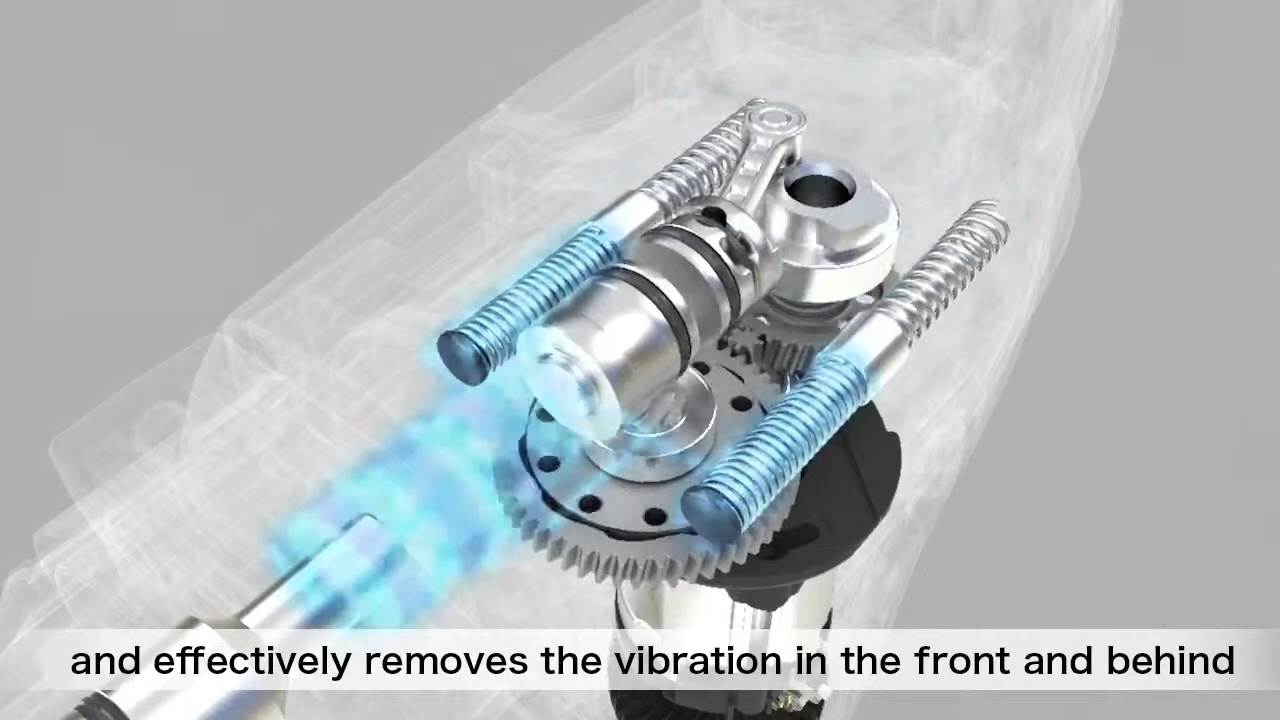 and effectively removes the vibration in the front and behind